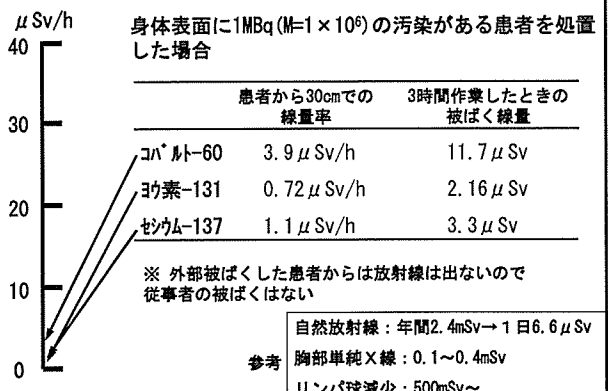 μSv/h
40
30
20
10
0
身体表面に1MBq(M=1×10⁶)の汚染がある患者を処置
した場合
患者から30cmでの 3時間作業したときの
線量率 被ばく線量
コバルト-60 3.9μSv/h 11.7μSv
ヨウ素-131 0.72μSv/h 2.16μSv
セシウム-137 1.1μSv/h 3.3μSv
※ 外部被ばくした患者からは放射線は出ないので
従事者の被ばくはない
参考
自然放射線：年間2.4mSv→1日6.6μSv
胸部単純X線：0.1～0.4mSv
リンパ球減少：500mSv～